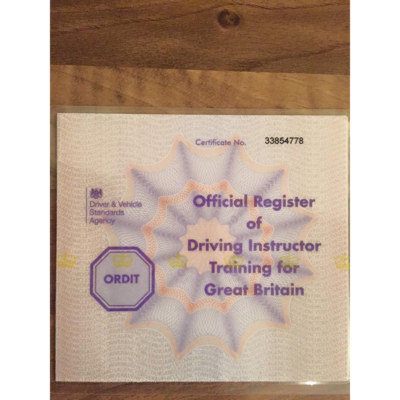 Certificate No. 33854778
Driver & Vehicle
Standards
Agency
Official Register
of
Driving Instructor
Training for
Great Britain
ORDIT